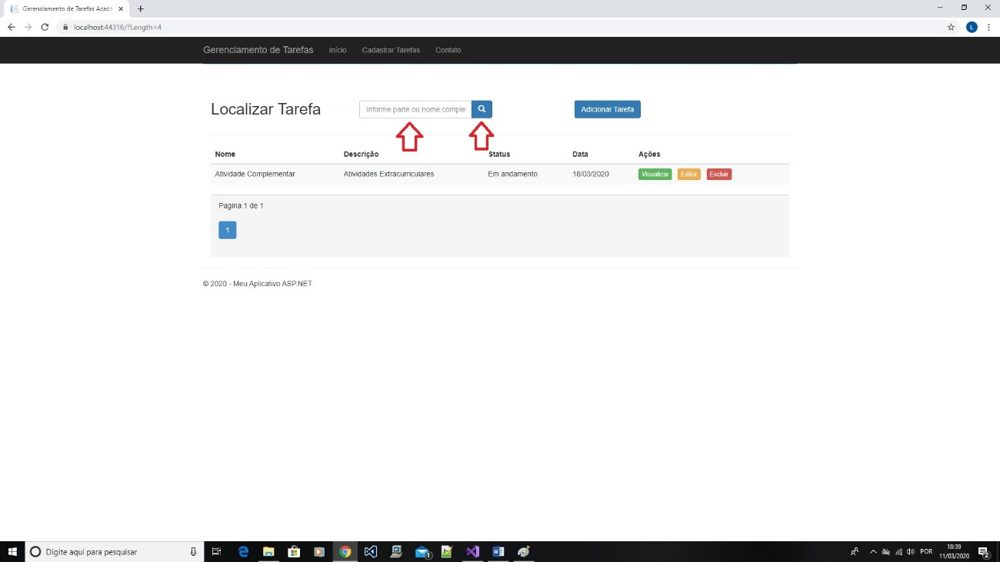 Gerenciamento de Tarefas Acadê
localhost:44316/?Length=4
L
Gerenciamento de Tarefas Início Cadastrar Tarefas Contato
Localizar Tarefa Informe parte ou nome comple Adicionar Tarefa
Nome Descrição Status Data Ações
Atividade Complementar Atividades Extracurriculares Em andamento 18/03/2020 Visualizar Editar Excluir
Pagina 1 de 1
1
© 2020 - Meu Aplicativo ASP.NET
Digite aqui para pesquisar 1 POR 18:39
11/03/2020 2